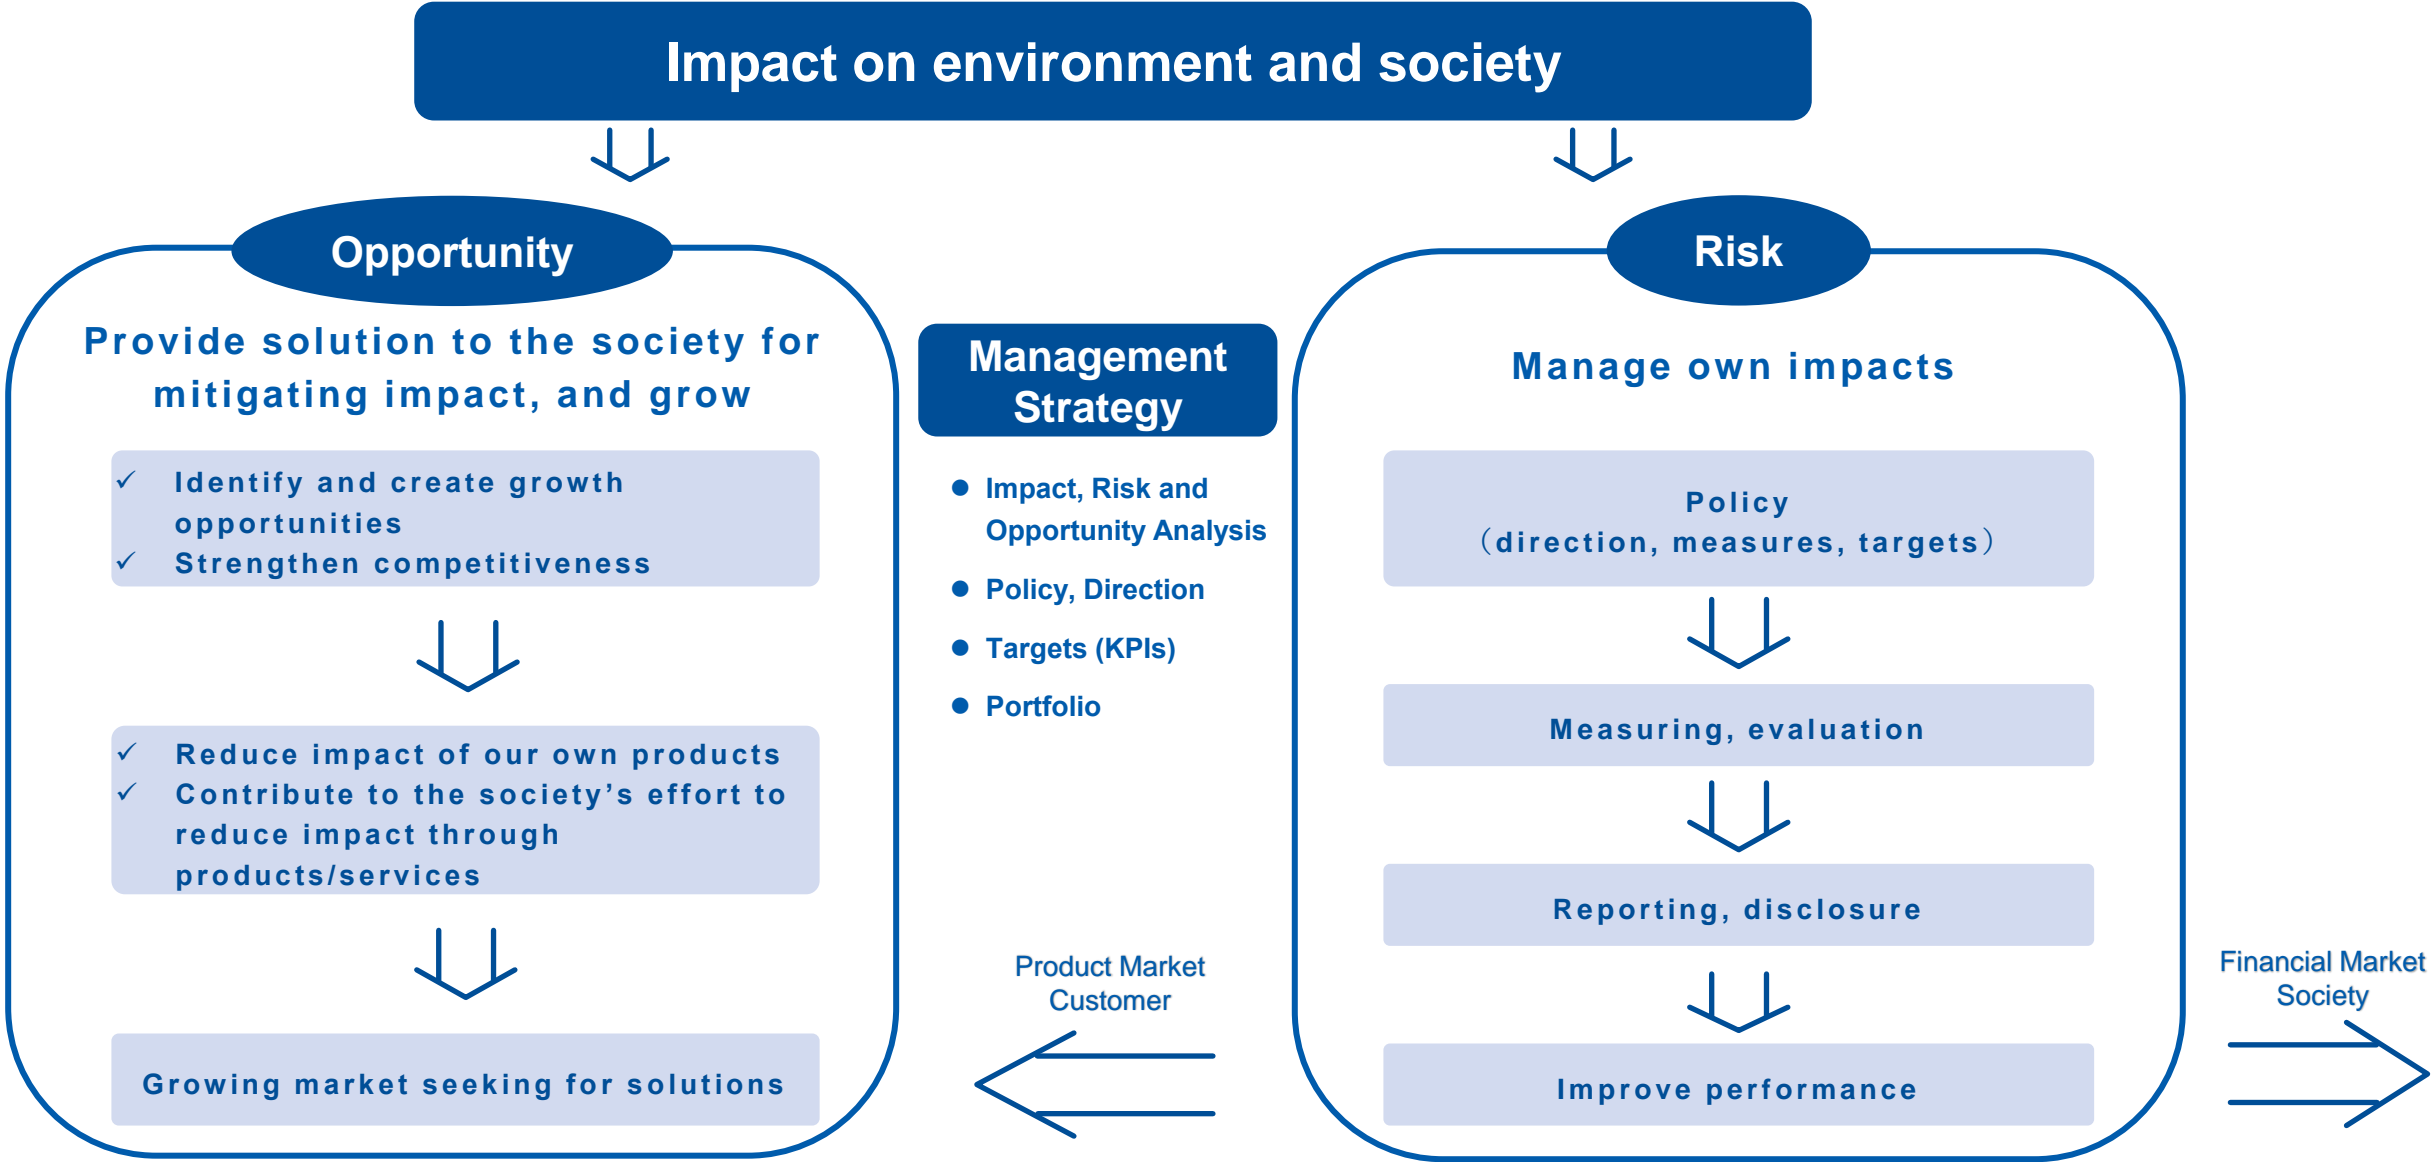 Impact on environment and society
Opportunity
Provide solution to the society for
mitigating impact, and grow
✓ Identify and create growth
opportunities
✓ Strengthen competitiveness
✓ Reduce impact of our own products
✓ Contribute to the society’s effort to
reduce impact through
products/services
Growing market seeking for solutions
Management
Strategy
● Impact, Risk and
Opportunity Analysis
● Policy, Direction
● Targets (KPIs)
● Portfolio
Product Market
Customer
Risk
Manage own impacts
Policy
（direction, measures, targets）
Measuring, evaluation
Reporting, disclosure
Improve performance
Financial Market
Society